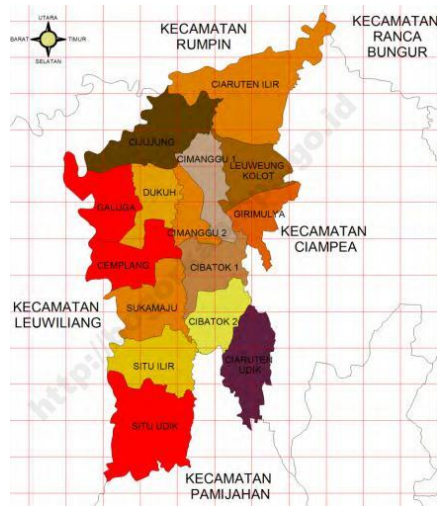 UTARA
BARAT
TIMUR
SELATAN
KECAMATAN
RUMPIN
KECAMATAN
RANCA
BUNGUR
CIARUTEN ILIR
CIJUJUNG
CIMANGGU 1
LEUWEUNG
KOLOT
DUKUH
GALUGA
GIRIMULYA
CIMANGGU 2
KECAMATAN
CIAMPEA
CEMPLANG
CIBATOK 1
KECAMATAN
LEUWILIANG
SUKAMAJU
CIBATOK 2
SITU ILIR
CIARUTEN
UDIK
SITU UDIK
KECAMATAN
PAMIJAHAN